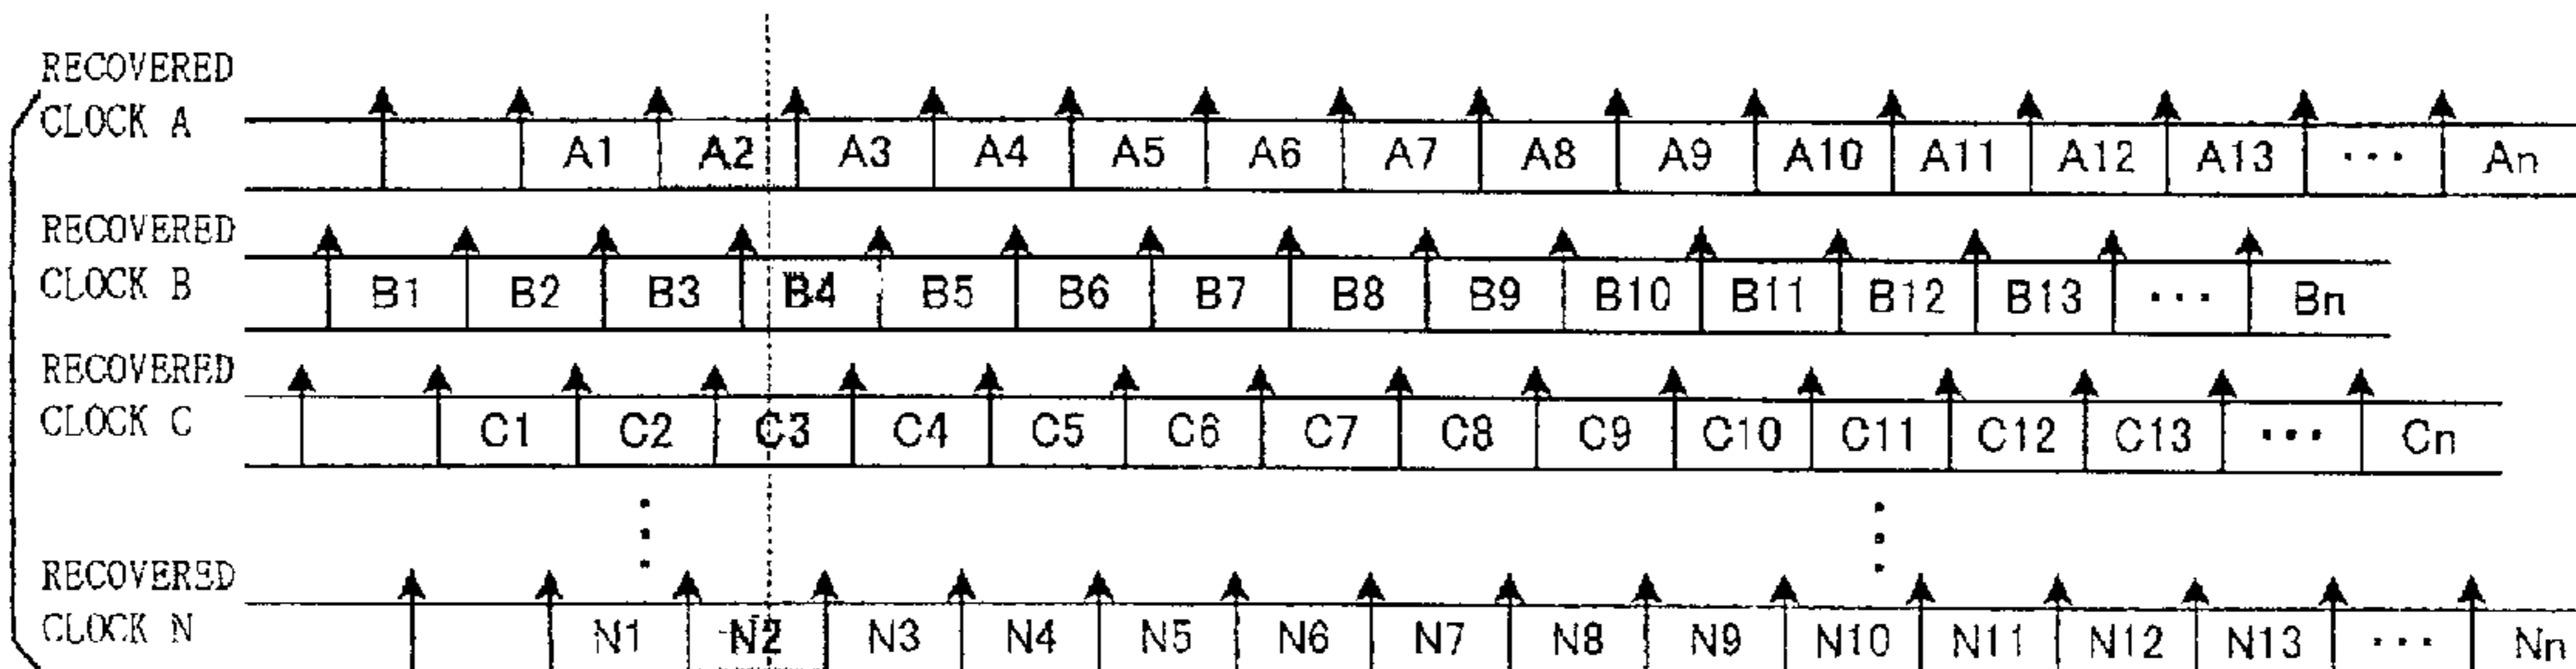 RECOVERED
CLOCK A
A1 A2 A3 A4 A5 A6 A7 A8 A9 A10 A11 A12 A13 ··· An
RECOVERED
CLOCK B
B1 B2 B3 B4 B5 B6 B7 B8 B9 B10 B11 B12 B13 ··· Bn
RECOVERED
CLOCK C
C1 C2 C3 C4 C5 C6 C7 C8 C9 C10 C11 C12 C13 ··· Cn
RECOVERED
CLOCK N
N1 N2 N3 N4 N5 N6 N7 N8 N9 N10 N11 N12 N13 ··· Nn